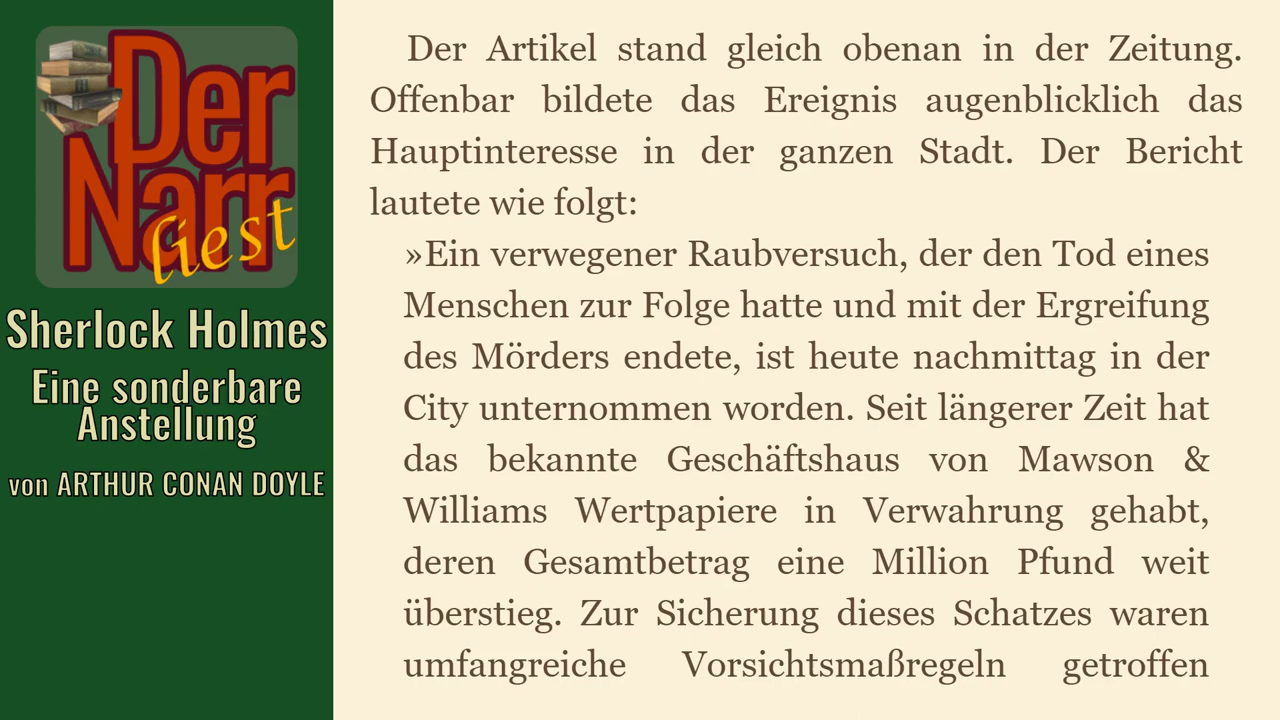 Der
Narr
liest
Sherlock Holmes
Eine sonderbare
Anstellung
von ARTHUR CONAN DOYLE
Der Artikel stand gleich obenan in der Zeitung.
Offenbar bildete das Ereignis augenblicklich das
Hauptinteresse in der ganzen Stadt. Der Bericht
lautete wie folgt:
»Ein verwegener Raubversuch, der den Tod eines
Menschen zur Folge hatte und mit der Ergreifung
des Mörders endete, ist heute nachmittag in der
City unternommen worden. Seit längerer Zeit hat
das bekannte Geschäftshaus von Mawson &
Williams Wertpapiere in Verwahrung gehabt,
deren Gesamtbetrag eine Million Pfund weit
überstieg. Zur Sicherung dieses Schatzes waren
umfangreiche Vorsichtsmaßregeln getroffen